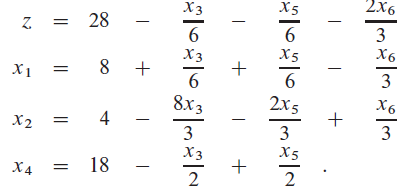 z = 28 − x₃/6 − x₅/6 − 2x₆/3
x₁ = 8 + x₃/6 + x₅/6 − x₆/3
x₂ = 4 − 8x₃/3 − 2x₅/3 + x₆/3
x₄ = 18 − x₃/2 + x₅/2 .